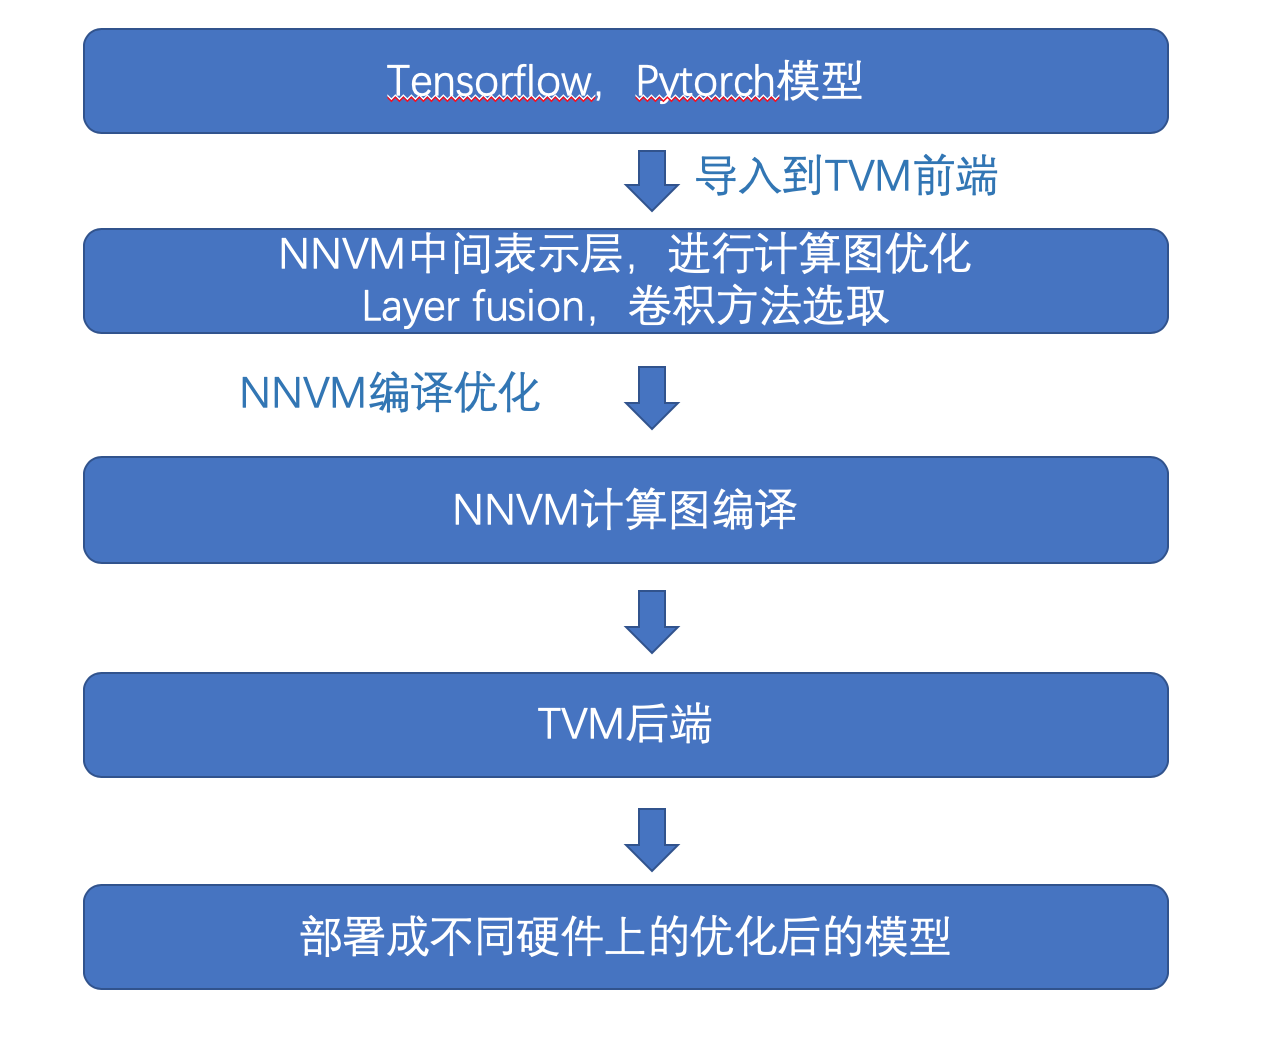 Tensorflow，Pytorch模型
导入到TVM前端
NNVM中间表示层，进行计算图优化
Layer fusion，卷积方法选取
NNVM编译优化
NNVM计算图编译
TVM后端
部署成不同硬件上的优化后的模型